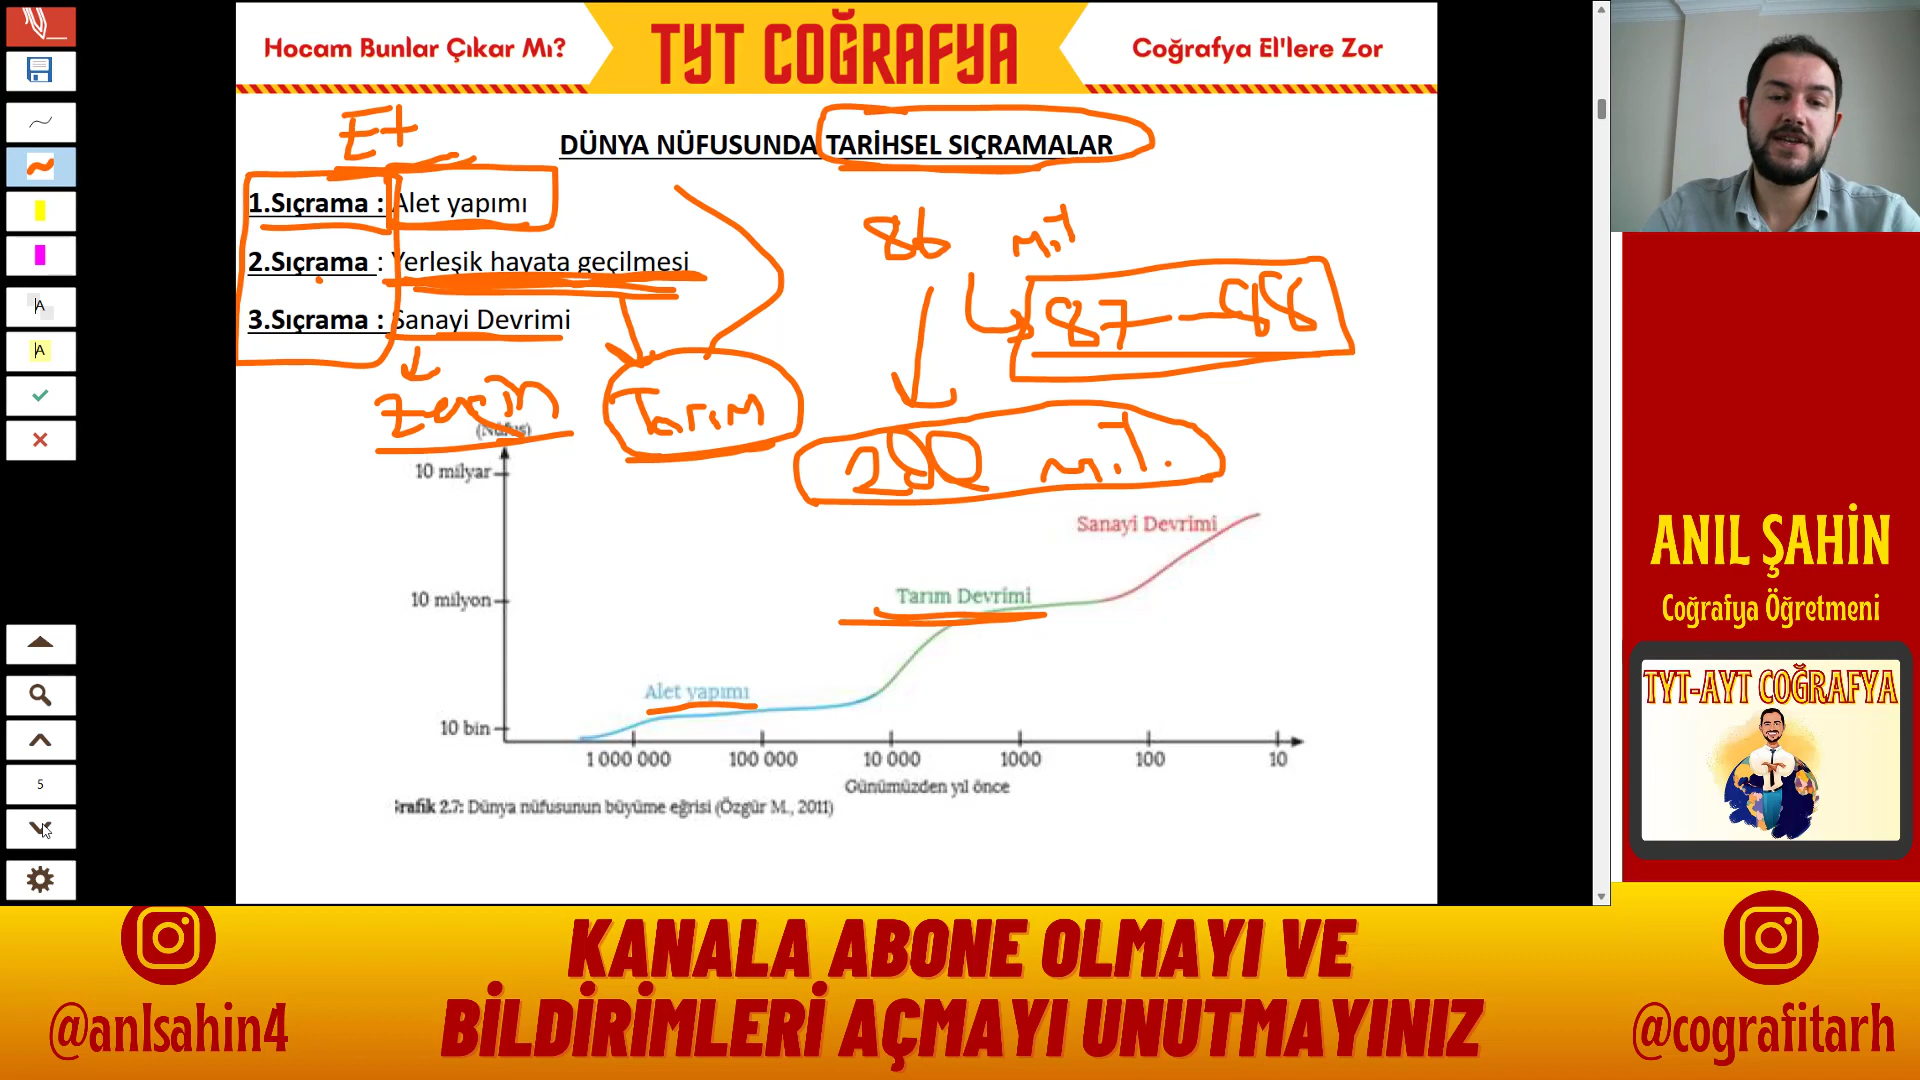 Hocam Bunlar Çıkar Mı?
TYT COĞRAFYA
Coğrafya El'lere Zor
Et
DÜNYA NÜFUSUNDA TARİHSEL SIÇRAMALAR
1.Sıçrama : Alet yapımı
2.Sıçrama : Yerleşik hayata geçilmesi
3.Sıçrama : Sanayi Devrimi
86 mil
87 - 88
Tarım
200 mil.
(Nüfus)
10 milyar
10 milyon
10 bin
Sanayi Devrimi
Tarım Devrimi
Alet yapımı
1 000 000
100 000
10 000
1000
100
10
Günümüzden yıl önce
Grafik 2.7: Dünya nüfusunun büyüme eğrisi (Özgür M., 2011)
A
A
5
ANIL ŞAHİN
Coğrafya Öğretmeni
TYT-AYT COĞRAFYA
KANALA ABONE OLMAYI VE
BİLDİRİMLERİ AÇMAYI UNUTMAYINIZ
@anlsahin4
@cografitarh